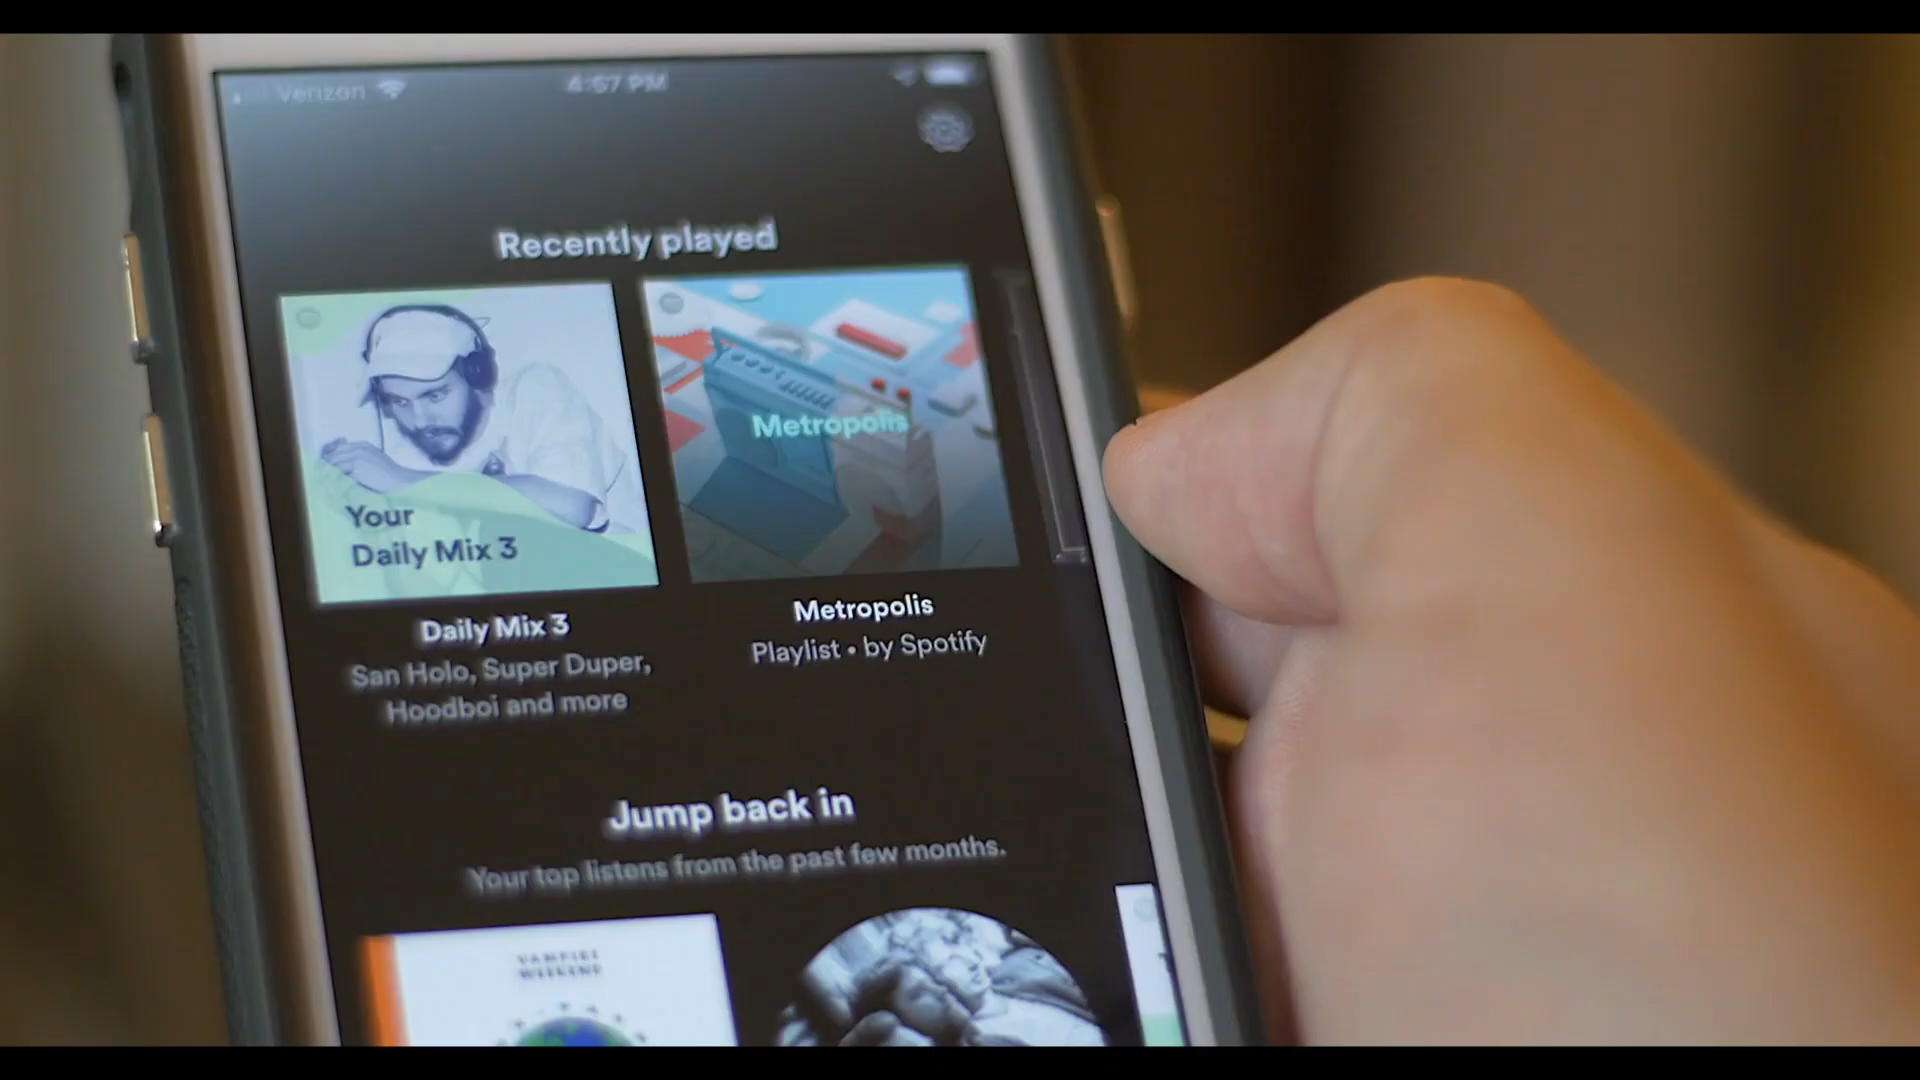 Verizon
4:57 PM
Recently played
Your
Daily Mix 3
Metropolis
Daily Mix 3
San Holo, Super Duper,
Hoodboi and more
Metropolis
Playlist • by Spotify
Jump back in
Your top listens from the past few months.
VAMPIRE
WEEKEND